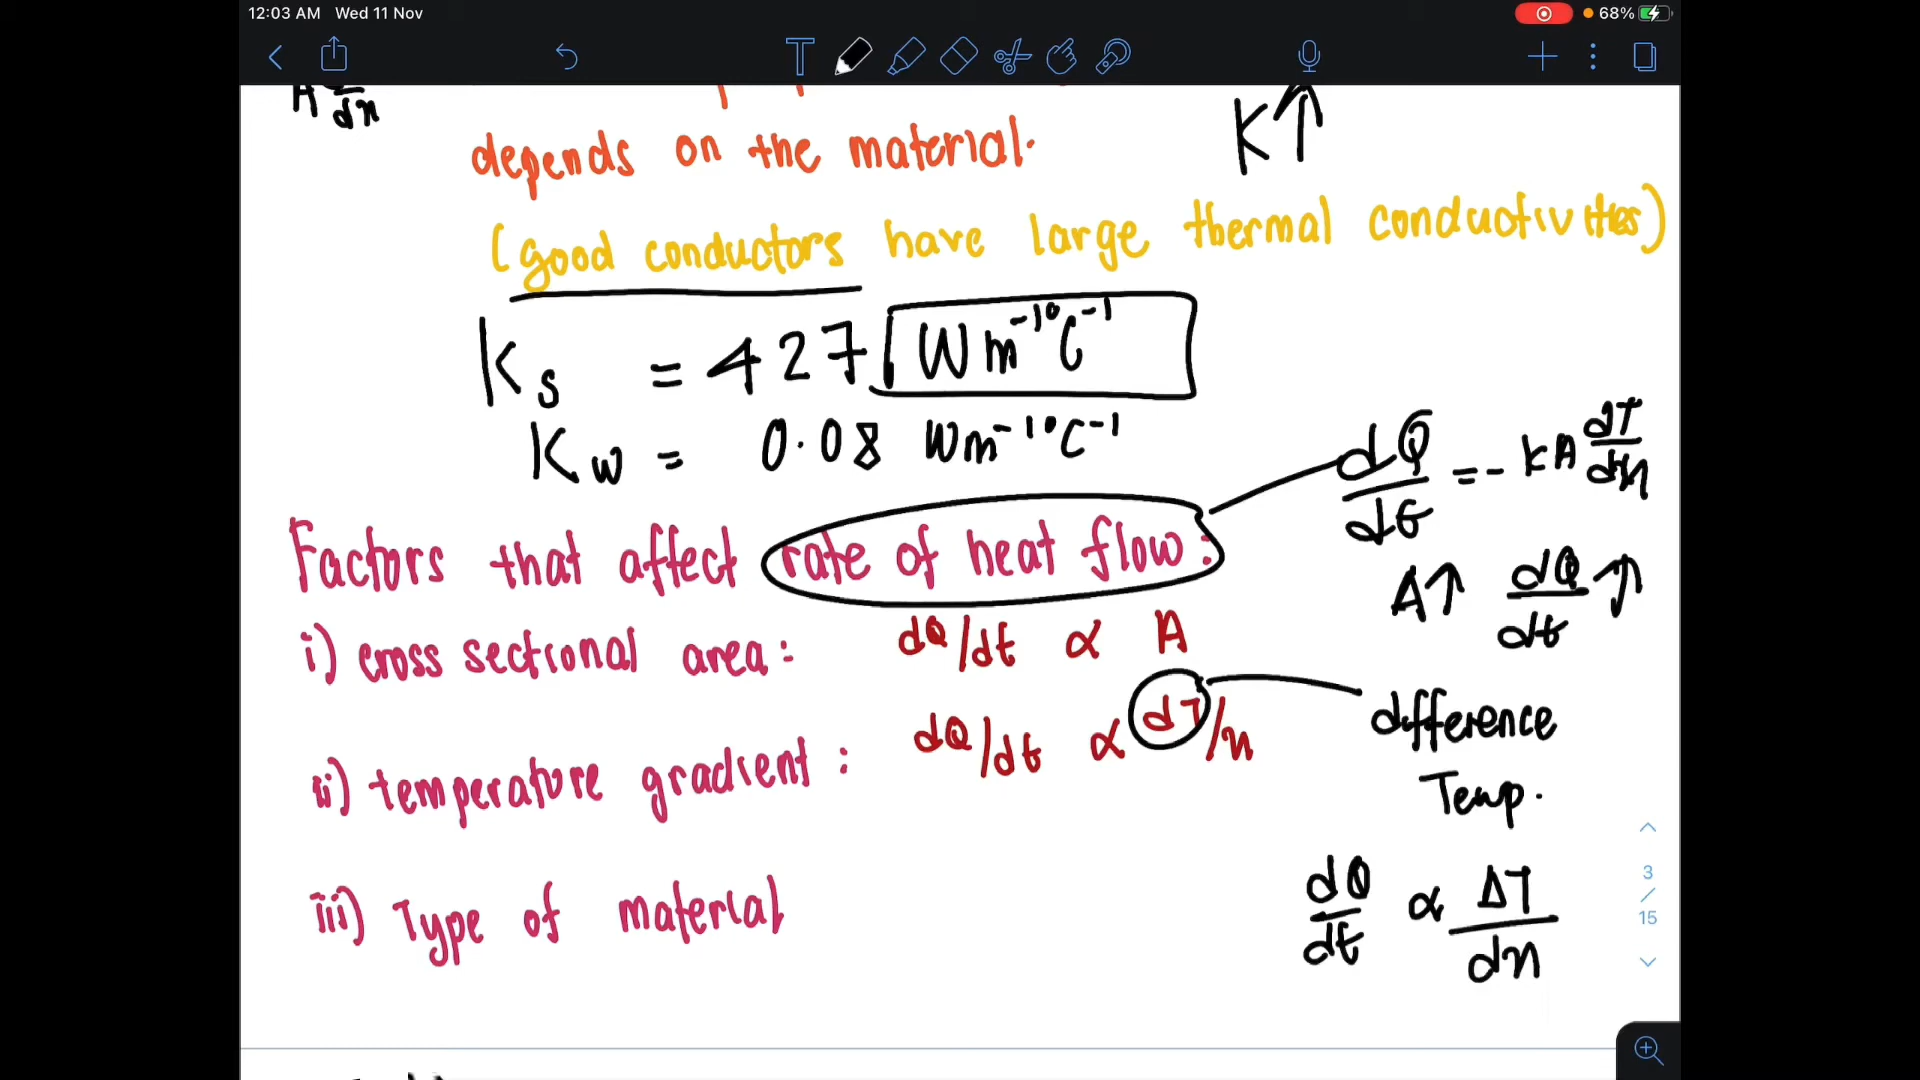 12:03 AM Wed 11 Nov
68%
T
dx
K↑
depends on the material.
(good conductors have large thermal conductivities)
Ks = 427 Wm⁻¹°C⁻¹
Kw = 0.08 Wm⁻¹°C⁻¹
dQ/dt = - kA dT/dx
Factors that affect rate of heat flow:
A↑ dQ/dt ↑
i) cross sectional area: dQ/dt ∝ A
ii) temperature gradient: dQ/dt ∝ dT/x
difference
Temp.
iii) Type of material
dQ/dt ∝ ΔT/dx
3
/
15